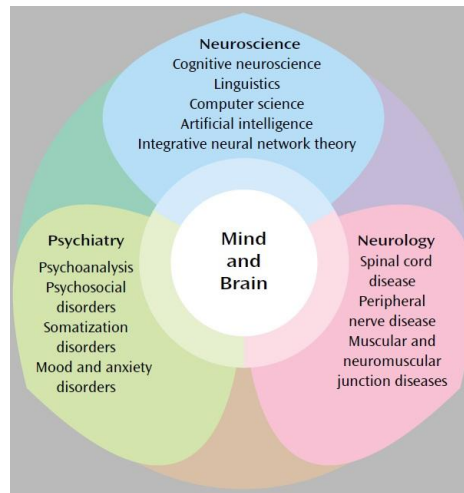 Neuroscience
Cognitive neuroscience
Linguistics
Computer science
Artificial intelligence
Integrative neural network theory
Mind
and
Brain
Psychiatry
Psychoanalysis
Psychosocial
disorders
Somatization
disorders
Mood and anxiety
disorders
Neurology
Spinal cord
disease
Peripheral
nerve disease
Muscular and
neuromuscular
junction diseases